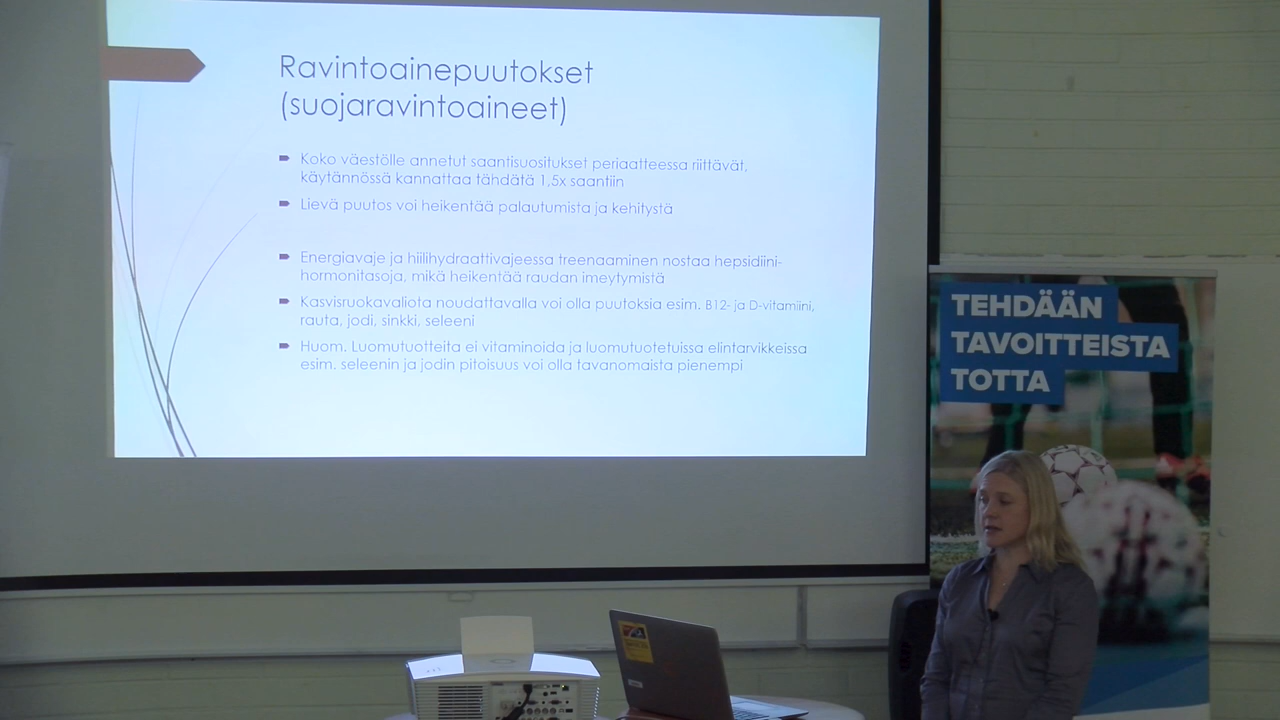 Ravintoainepuutokset
(suojaravintoaineet)
Koko väestölle annetut saantisuositukset periaatteessa riittävät,
käytännössä kannattaa tähdätä 1,5x saantiin
Lievä puutos voi heikentää palautumista ja kehitystä
Energiavaje ja hiilihydraattivajeessa treenaaminen nostaa hepsidiini-
hormonitasoja, mikä heikentää raudan imeytymistä
Kasvisruokavaliota noudattavalla voi olla puutoksia esim. B12- ja D-vitamiini,
rauta, jodi, sinkki, seleeni
Huom. Luomutuotteita ei vitaminoida ja luomutuotetuissa elintarvikkeissa
esim. seleenin ja jodin pitoisuus voi olla tavanomaista pienempi
TEHDÄÄN
TAVOITTEISTA
TOTTA